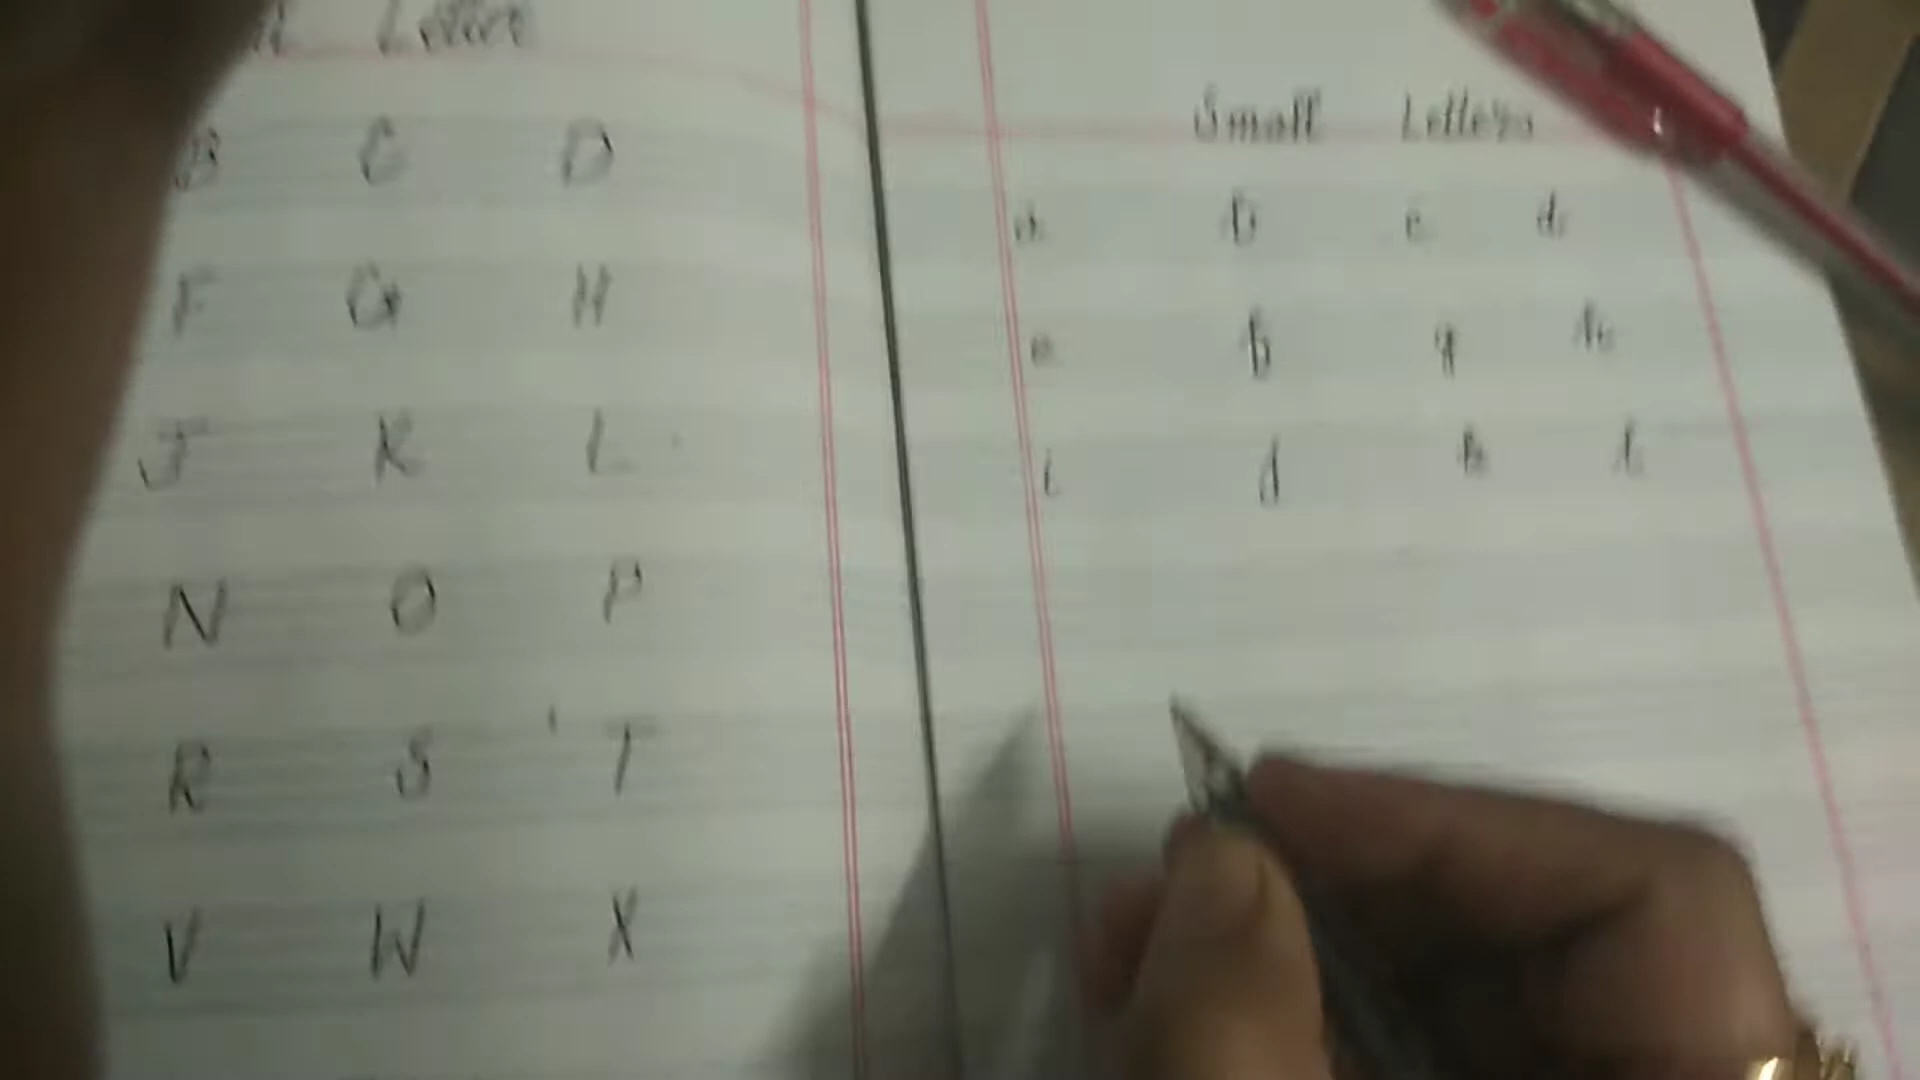 Letters
B C D
F G H
J K L
N O P
R S T
V W X
Small Letters
a b c d
e f g h
i j k l